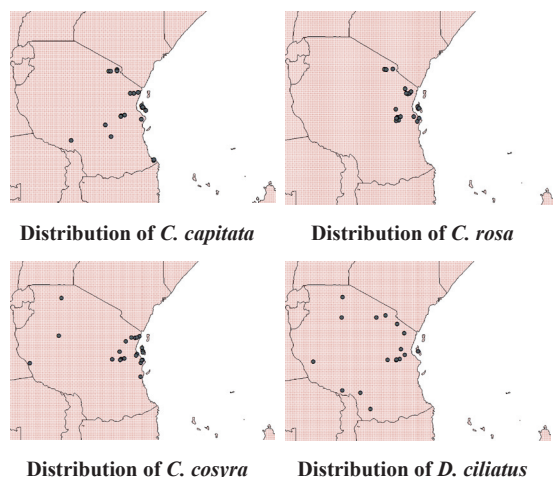 Distribution of C. capitata
Distribution of C. rosa
Distribution of C. cosyra
Distribution of D. ciliatus